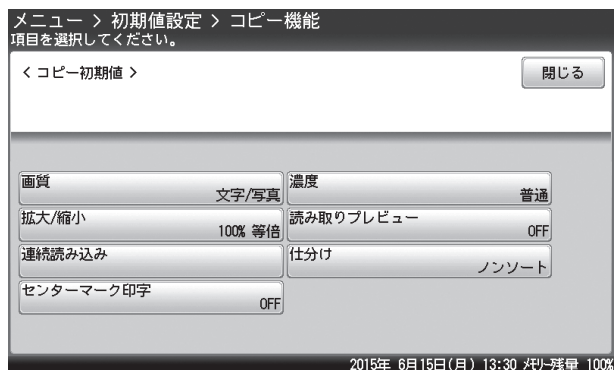 メニュー > 初期値設定 > コピー機能
項目を選択してください。
< コピー初期値 >
閉じる
画質
文字/写真
濃度
普通
拡大/縮小
100% 等倍
読み取りプレビュー
OFF
連続読み込み
仕分け
ノンソート
センターマーク印字
OFF
2015年 6月15日(月) 13:30 ﾒﾓﾘｰ残量 100%